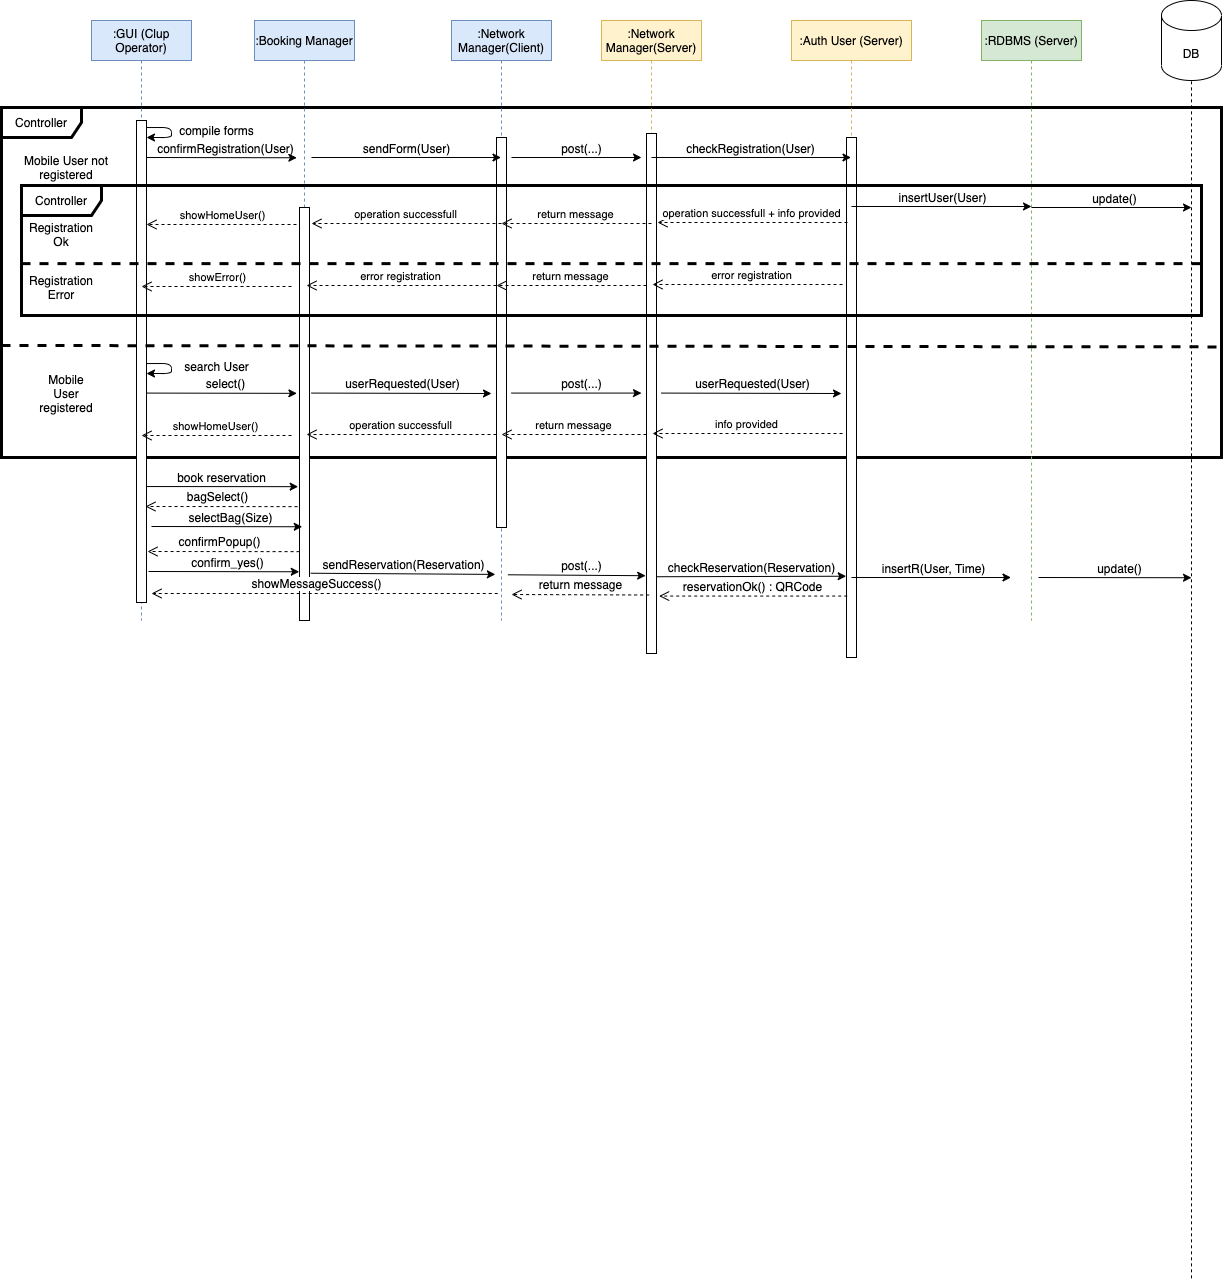 :GUI (Clup
Operator)
:Booking Manager
:Network
Manager(Client)
:Network
Manager(Server)
:Auth User (Server)
:RDBMS (Server)
DB
Controller
compile forms
confirmRegistration(User)
sendForm(User)
post(...)
checkRegistration(User)
Mobile User not
registered
Controller
insertUser(User)
update()
showHomeUser()
operation successfull
return message
operation successfull + info provided
Registration
Ok
Registration
Error
showError()
error registration
return message
error registration
search User
Mobile
User
registered
select()
userRequested(User)
post(...)
userRequested(User)
showHomeUser()
operation successfull
return message
info provided
book reservation
bagSelect()
selectBag(Size)
confirmPopup()
confirm_yes()
sendReservation(Reservation)
post(...)
checkReservation(Reservation)
insertR(User, Time)
update()
showMessageSuccess()
return message
reservationOk() : QRCode